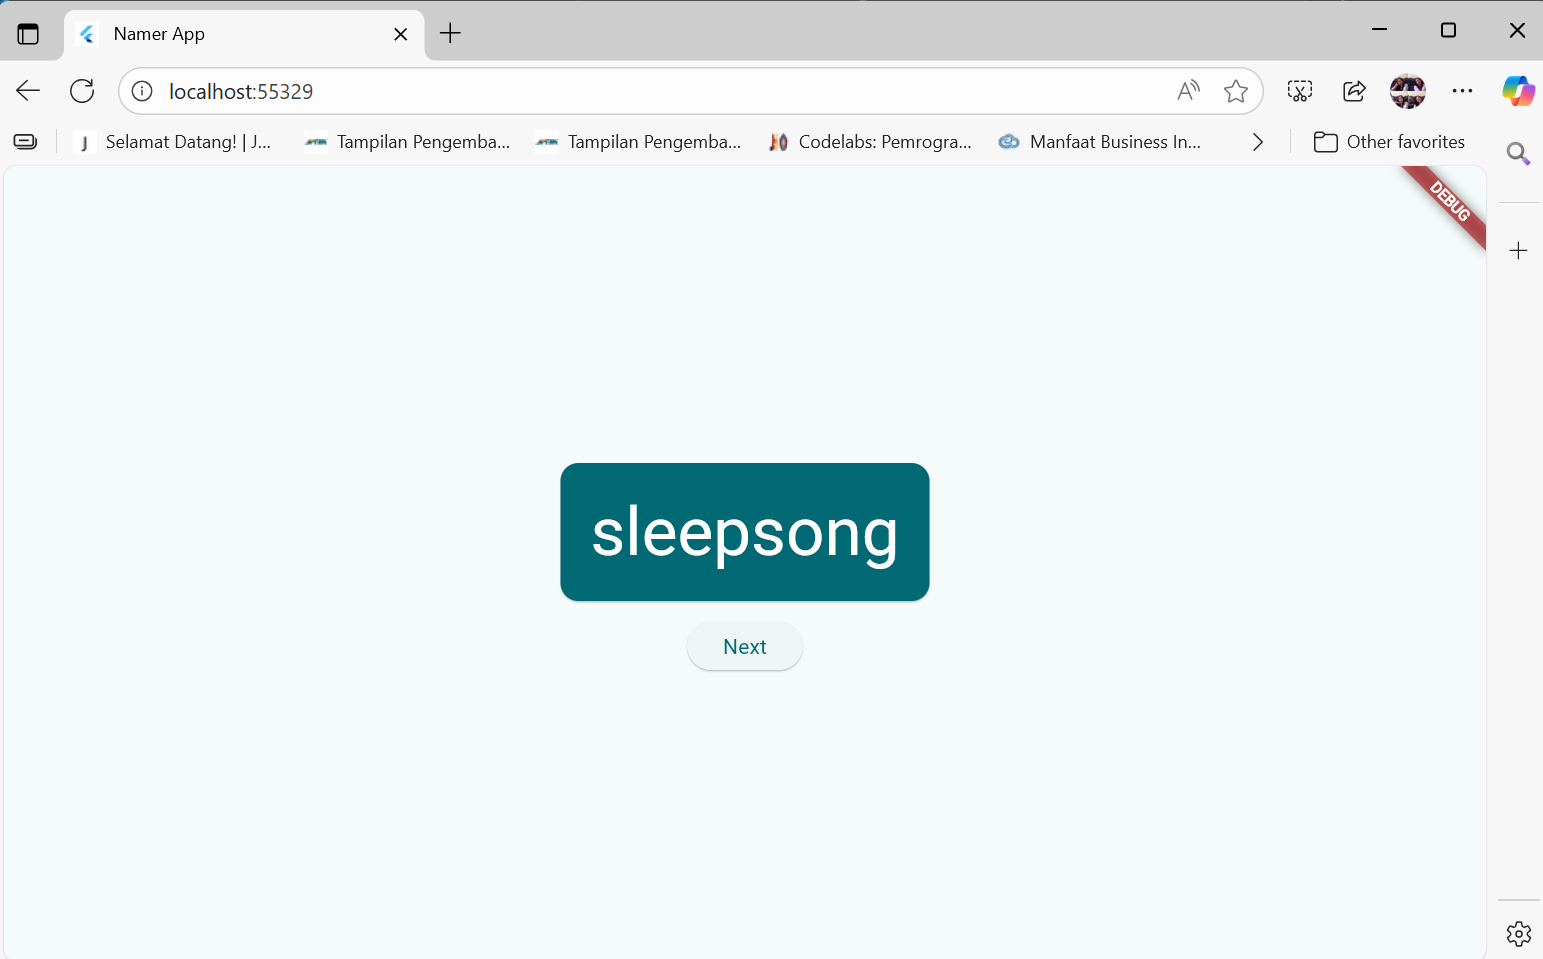 Namer App
localhost:55329
Selamat Datang! | J...
Tampilan Pengemba...
Tampilan Pengemba...
Codelabs: Pemrogra...
Manfaat Business In...
Other favorites
DEBUG
sleepsong
Next